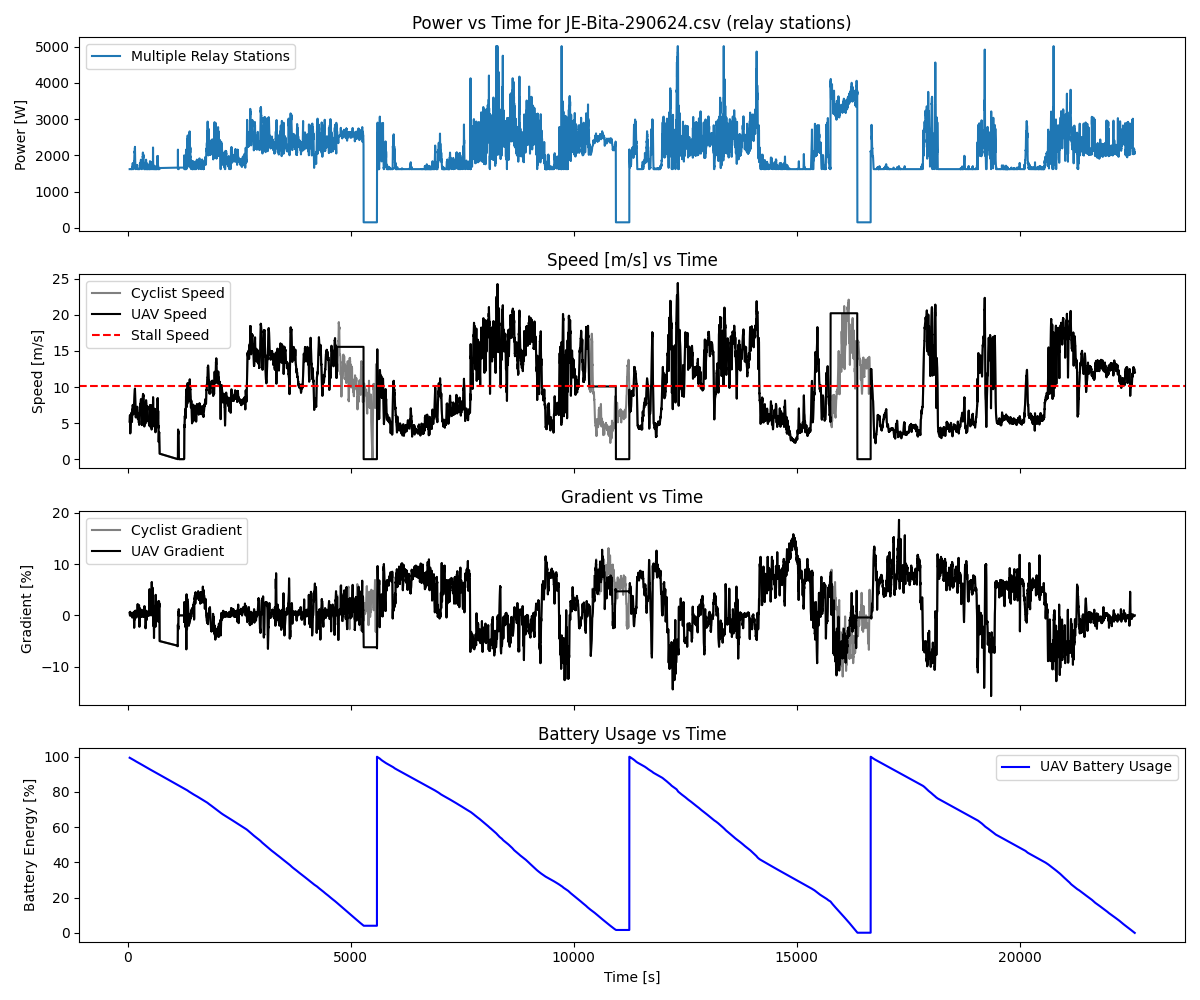 Power vs Time for JE-Bita-290624.csv (relay stations)
Multiple Relay Stations
Power [W]
5000
4000
3000
2000
1000
0
Speed [m/s] vs Time
Cyclist Speed
UAV Speed
Stall Speed
Speed [m/s]
25
20
15
10
5
0
Gradient vs Time
Cyclist Gradient
UAV Gradient
Gradient [%]
20
10
0
−10
Battery Usage vs Time
UAV Battery Usage
Battery Energy [%]
100
80
60
40
20
0
0 5000 10000 15000 20000
Time [s]